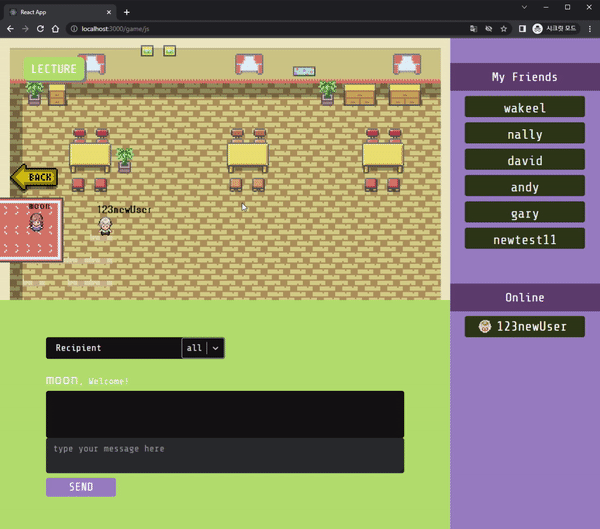 React App
localhost:3000/game/js
시크릿 모드
LECTURE
BACK
moon
123newUser
My Friends
wakeel
nally
david
andy
gary
newtest11
Online
123newUser
Recipient
all
moon, Welcome!
type your message here
SEND